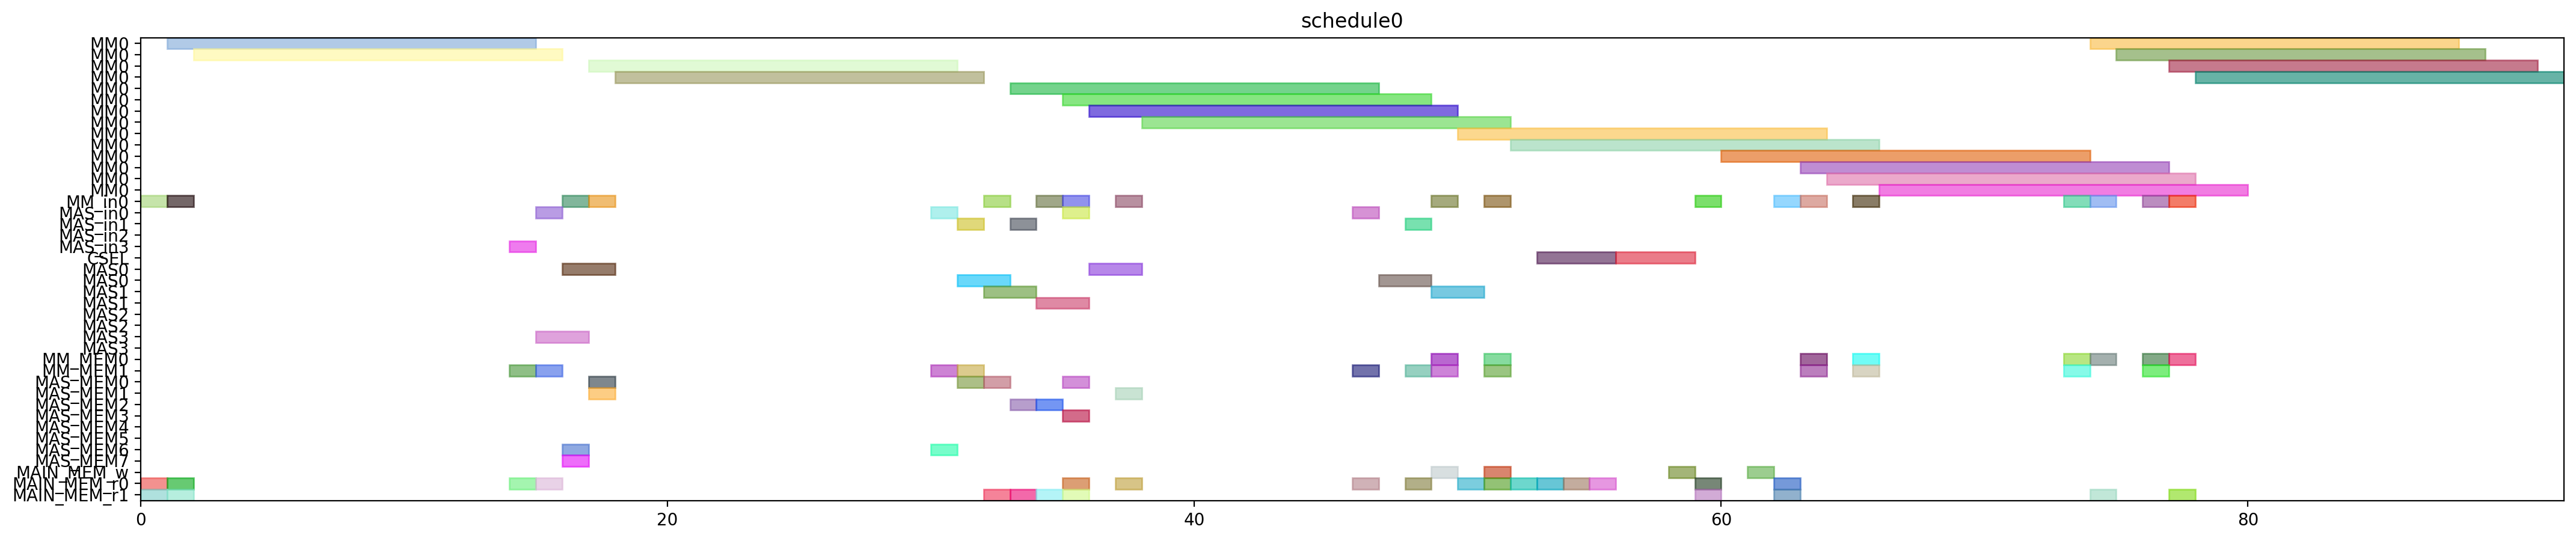 schedule0
MM0
MM0
MM0
MM0
MM0
MM0
MM0
MM0
MM0
MM0
MM0
MM0
MM0
MM0
MM_in0
MAS_in0
MAS_in1
MAS_in2
MAS_in3
CSEL
MAS0
MAS0
MAS1
MAS1
MAS2
MAS2
MAS3
MAS3
MM_MEM0
MM_MEM1
MAS_MEM0
MAS_MEM1
MAS_MEM2
MAS_MEM3
MAS_MEM4
MAS_MEM5
MAS_MEM6
MAS_MEM7
MAIN_MEM_w
MAIN_MEM_r0
MAIN_MEM_r1
0 20 40 60 80